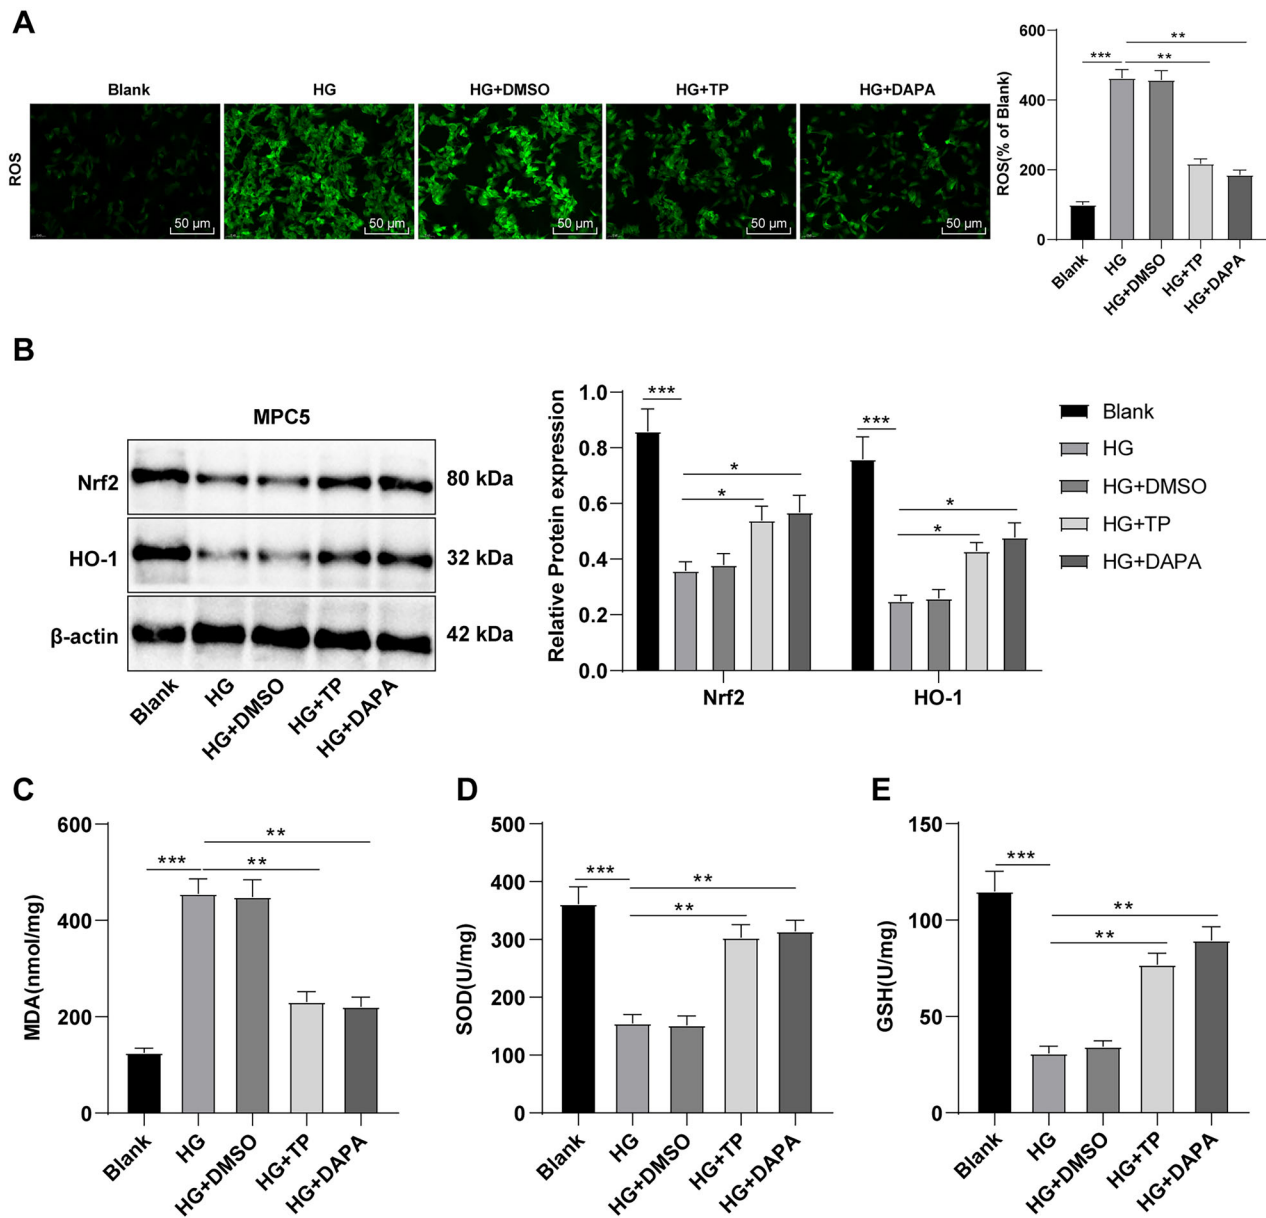 A
Blank
HG
HG+DMSO
HG+TP
HG+DAPA
ROS
50 μm
50 μm
50 μm
50 μm
50 μm
ROS(% of Blank)
600
400
200
0
***
**
**
Blank
HG
HG+DMSO
HG+TP
HG+DAPA
B
MPC5
Nrf2
80 kDa
HO-1
32 kDa
β-actin
42 kDa
Blank
HG
HG+DMSO
HG+TP
HG+DAPA
Relative Protein expression
1.0
0.8
0.6
0.4
0.2
0.0
***
*
*
***
*
*
Nrf2
HO-1
Blank
HG
HG+DMSO
HG+TP
HG+DAPA
C
MDA(nmol/mg)
600
400
200
0
***
**
**
Blank
HG
HG+DMSO
HG+TP
HG+DAPA
D
SOD(U/mg)
500
400
300
200
100
0
***
**
**
Blank
HG
HG+DMSO
HG+TP
HG+DAPA
E
GSH(U/mg)
150
100
50
0
***
**
**
Blank
HG
HG+DMSO
HG+TP
HG+DAPA